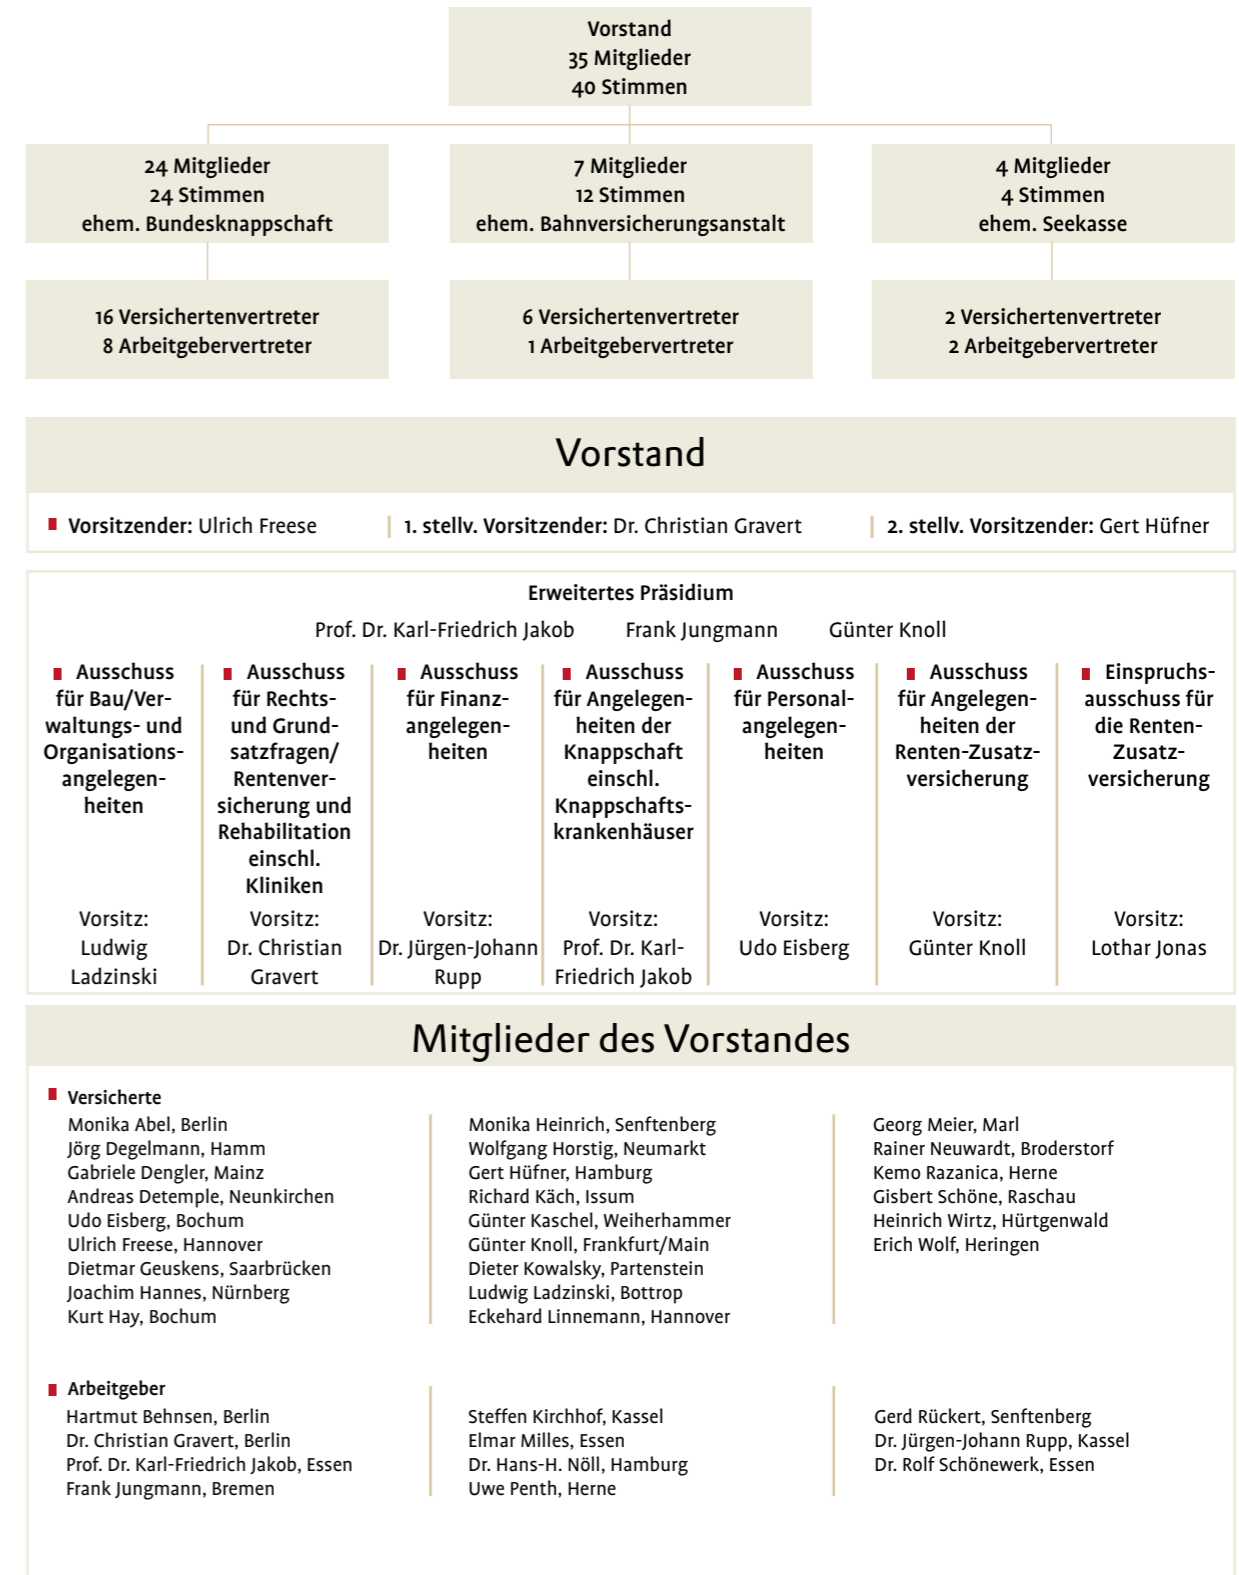 Vorstand
35 Mitglieder
40 Stimmen
24 Mitglieder
24 Stimmen
ehem. Bundesknappschaft
7 Mitglieder
12 Stimmen
ehem. Bahnversicherungsanstalt
4 Mitglieder
4 Stimmen
ehem. Seekasse
16 Versichertenvertreter
8 Arbeitgebervertreter
6 Versichertenvertreter
1 Arbeitgebervertreter
2 Versichertenvertreter
2 Arbeitgebervertreter
Vorstand
Vorsitzender: Ulrich Freese
1. stellv. Vorsitzender: Dr. Christian Gravert
2. stellv. Vorsitzender: Gert Hüfner
Erweitertes Präsidium
Prof. Dr. Karl-Friedrich Jakob Frank Jungmann Günter Knoll
Ausschuss
für Bau/Ver-
waltungs- und
Organisations-
angelegen-
heiten
Vorsitz:
Ludwig
Ladzinski
Ausschuss
für Rechts-
und Grund-
satzfragen/
Rentenver-
sicherung und
Rehabilitation
einschl.
Kliniken
Vorsitz:
Dr. Christian
Gravert
Ausschuss
für Finanz-
angelegen-
heiten
Vorsitz:
Dr. Jürgen-Johann
Rupp
Ausschuss
für Angelegen-
heiten der
Knappschaft
einschl.
Knappschafts-
krankenhäuser
Vorsitz:
Prof. Dr. Karl-
Friedrich Jakob
Ausschuss
für Personal-
angelegen-
heiten
Vorsitz:
Udo Eisberg
Ausschuss
für Angelegen-
heiten der
Renten-Zusatz-
versicherung
Vorsitz:
Günter Knoll
Einspruchs-
ausschuss für
die Renten-
Zusatz-
versicherung
Vorsitz:
Lothar Jonas
Mitglieder des Vorstandes
Versicherte
Monika Abel, Berlin
Jörg Degelmann, Hamm
Gabriele Dengler, Mainz
Andreas Detemple, Neunkirchen
Udo Eisberg, Bochum
Ulrich Freese, Hannover
Dietmar Geuskens, Saarbrücken
Joachim Hannes, Nürnberg
Kurt Hay, Bochum
Monika Heinrich, Senftenberg
Wolfgang Horstig, Neumarkt
Gert Hüfner, Hamburg
Richard Käch, Issum
Günter Kaschel, Weiherhammer
Günter Knoll, Frankfurt/Main
Dieter Kowalsky, Partenstein
Ludwig Ladzinski, Bottrop
Eckehard Linnemann, Hannover
Georg Meier, Marl
Rainer Neuwardt, Broderstorf
Kemo Razanica, Herne
Gisbert Schöne, Raschau
Heinrich Wirtz, Hürtgenwald
Erich Wolf, Heringen
Arbeitgeber
Hartmut Behnsen, Berlin
Dr. Christian Gravert, Berlin
Prof. Dr. Karl-Friedrich Jakob, Essen
Frank Jungmann, Bremen
Steffen Kirchhof, Kassel
Elmar Milles, Essen
Dr. Hans-H. Nöll, Hamburg
Uwe Penth, Herne
Gerd Rückert, Senftenberg
Dr. Jürgen-Johann Rupp, Kassel
Dr. Rolf Schönewerk, Essen